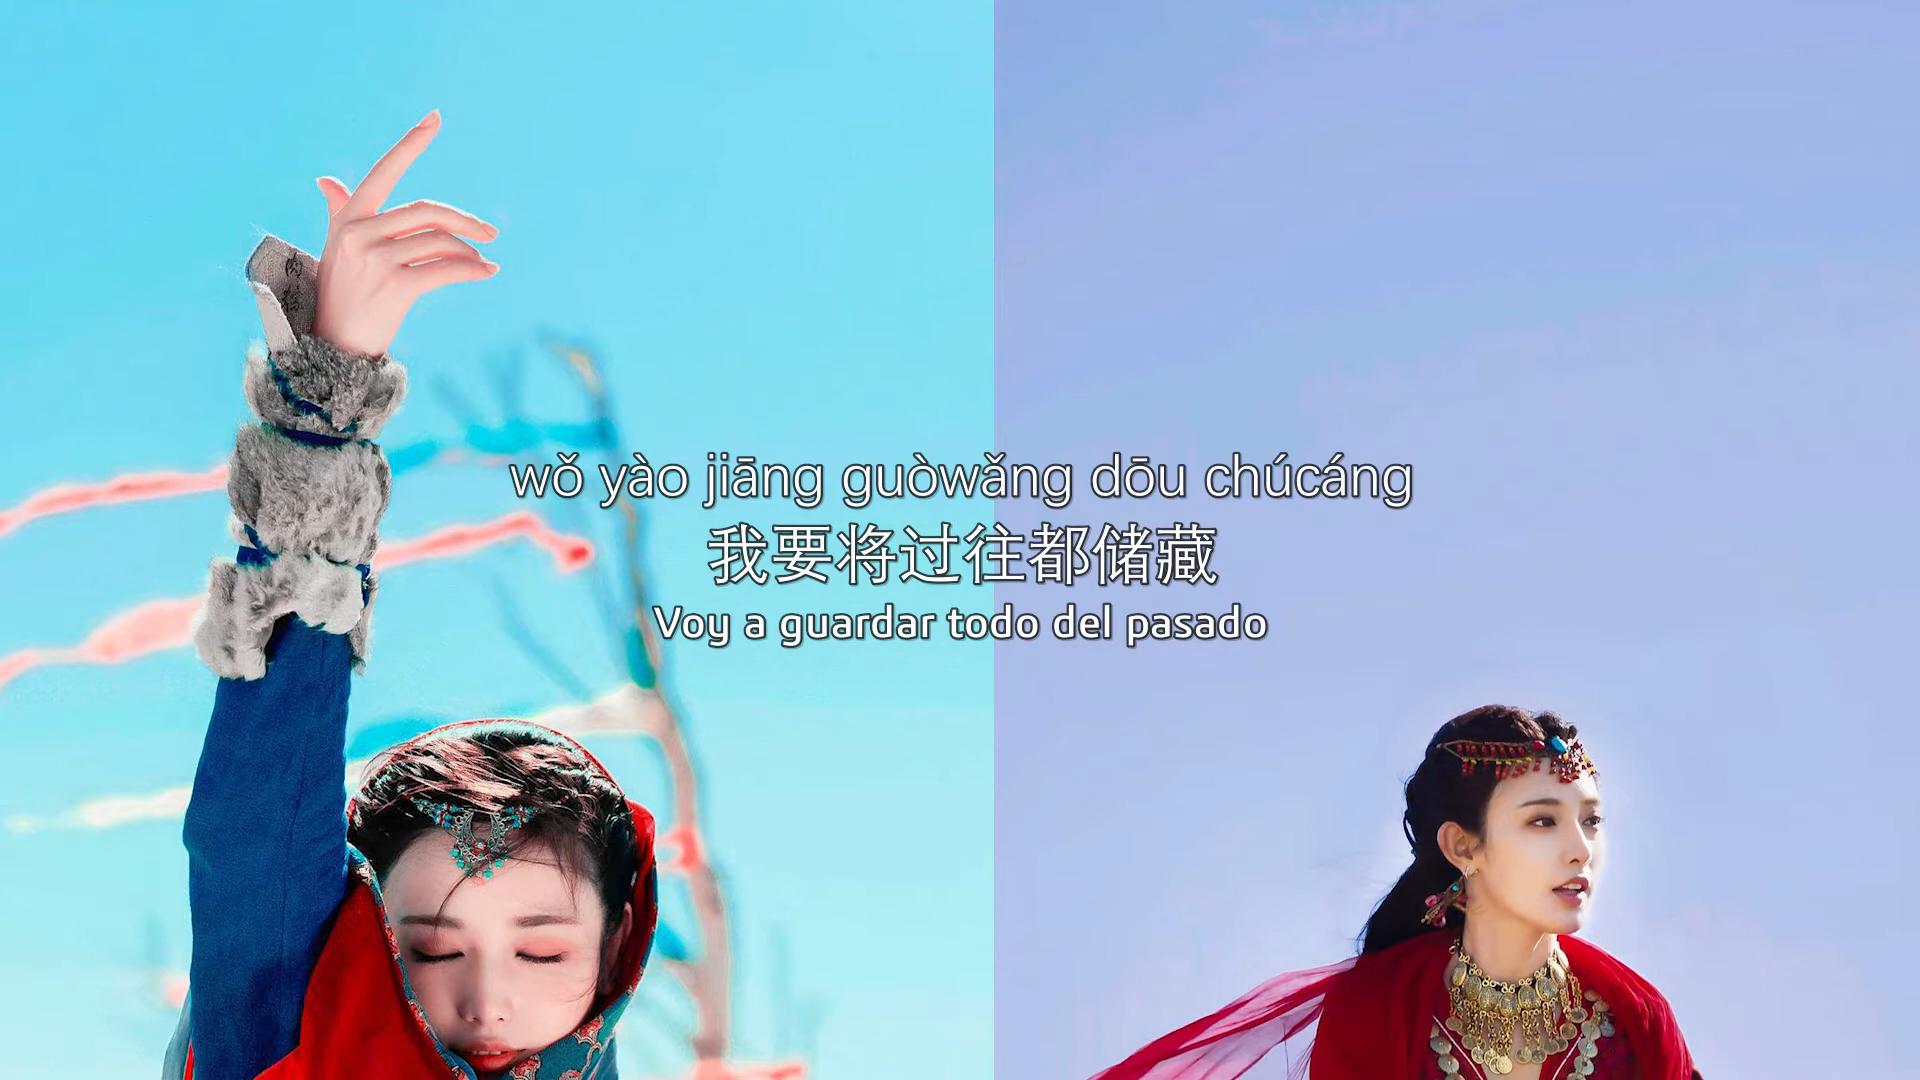 wǒ yào jiāng guòwǎng dōu chúcáng
我要将过往都储藏
Voy a guardar todo del pasado